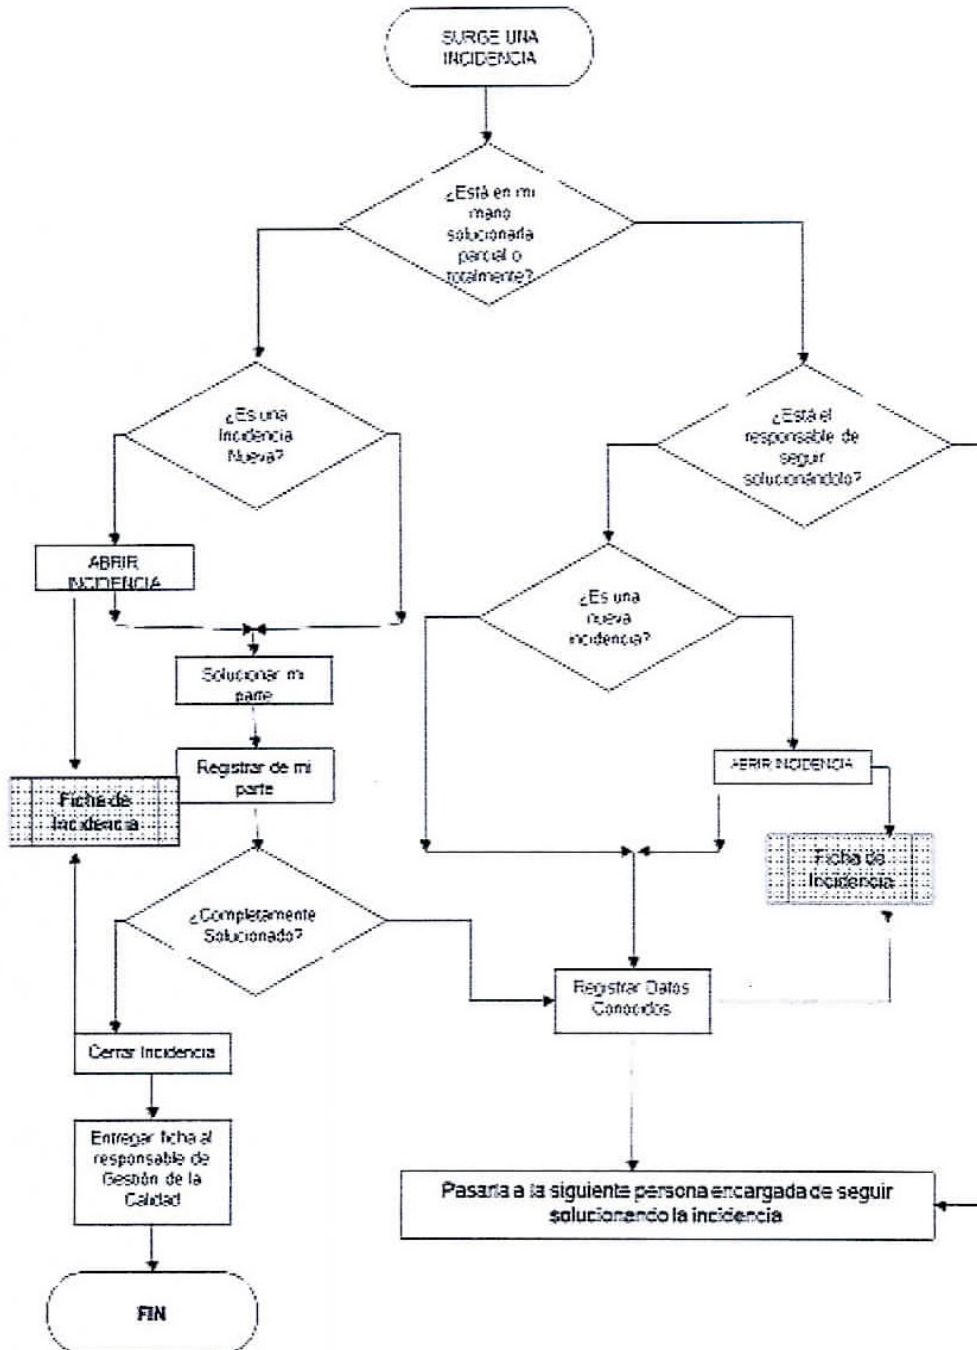 SURGE UNA
INCIDENCIA
¿Está en mi
mano
solucionarla
parcial o
totalmente?
¿Es una
Incidencia
Nueva?
¿Está el
responsable de
seguir
solucionándolo?
ABRIR
INCIDENCIA
¿Es una
nueva
incidencia?
Solucionar mi
parte
Registrar de mi
parte
ABRIR INCIDENCIA
Ficha de
Incidencia
Ficha de
Incidencia
¿Completamente
Solucionado?
Registrar Datos
Conocidos
Cerrar Incidencia
Entregar ficha al
responsable de
Gestión de la
Calidad
Pasarla a la siguiente persona encargada de seguir
solucionando la incidencia
FIN